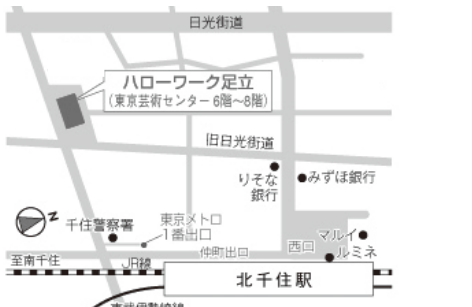 日光街道
ハローワーク足立
(東京芸術センター 6階〜8階)
旧日光街道
りそな
銀行
みずほ銀行
N
千住警察署
東京メトロ
1番出口
仲町出口
西口
マルイ
ルミネ
至南千住
JR線
北千住駅